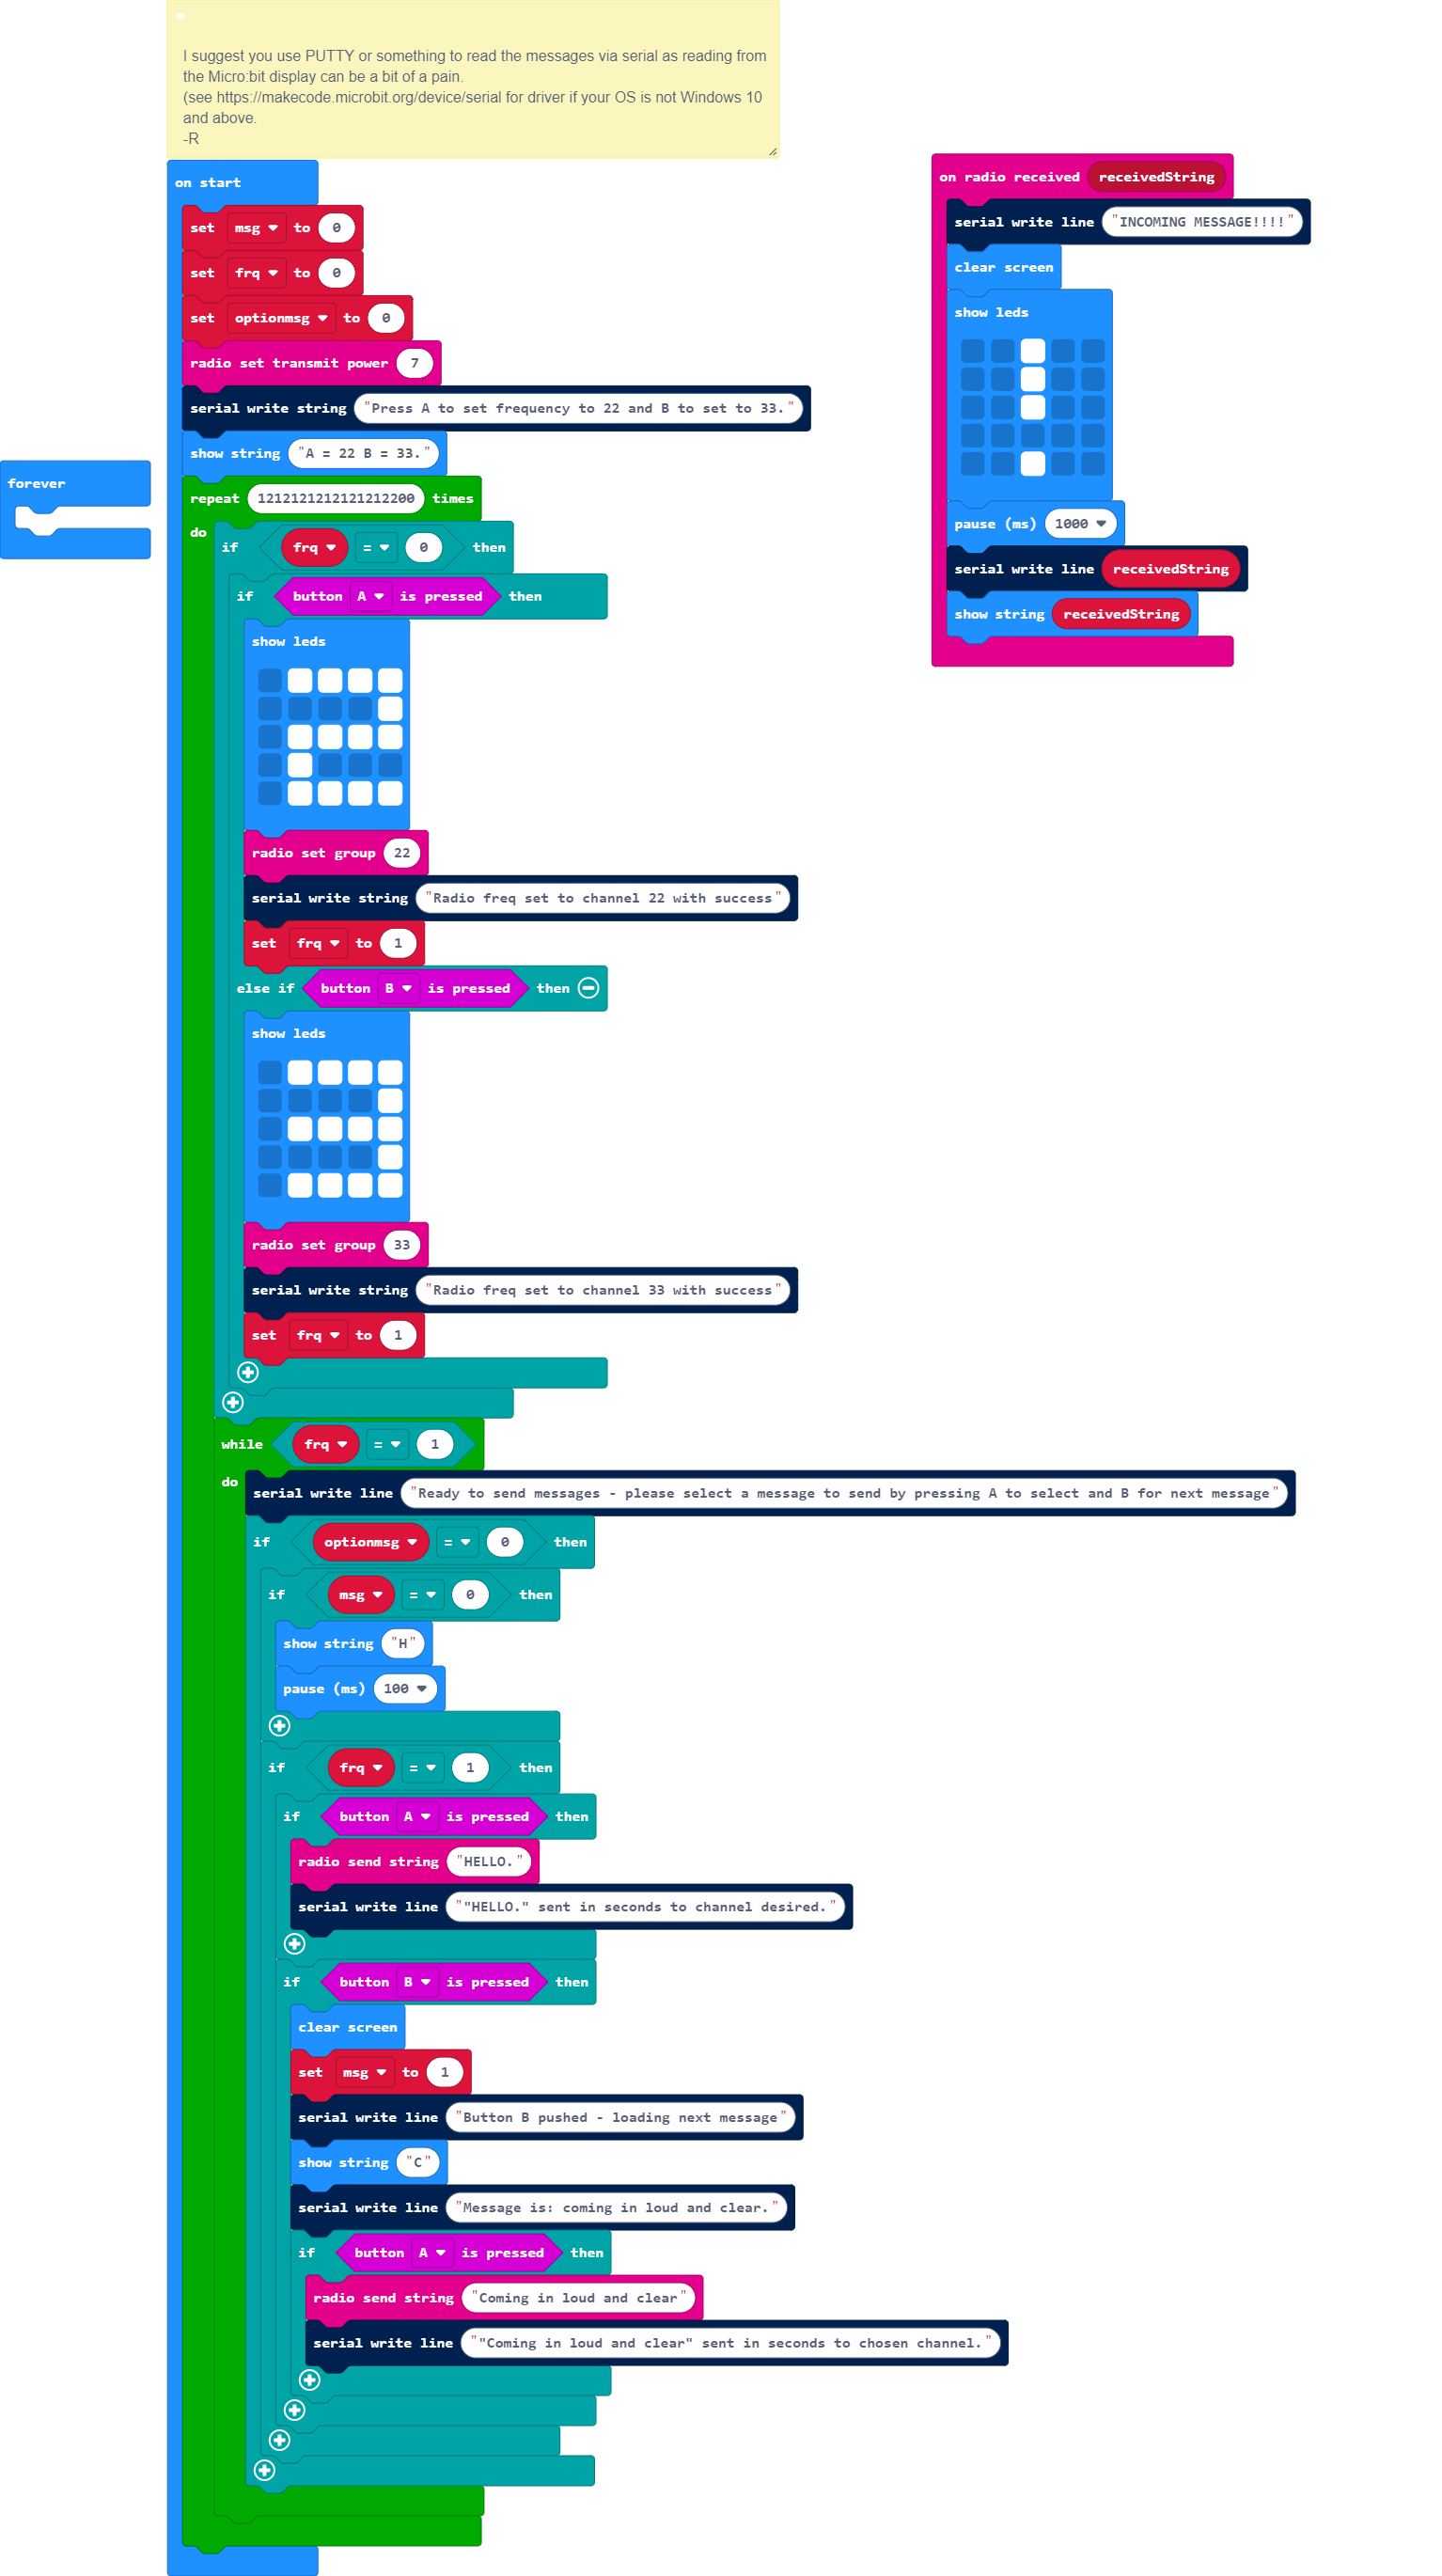 I suggest you use PUTTY or something to read the messages via serial as reading from
the Micro:bit display can be a bit of a pain.
(see https://makecode.microbit.org/device/serial for driver if your OS is not Windows 10
and above.
-R
on start
set msg to 0
set frq to 0
set optionmsg to 0
radio set transmit power 7
serial write string "Press A to set frequency to 22 and B to set to 33."
show string "A = 22 B = 33."
repeat 1212121212121212200 times
do
if frq = 0 then
if button A is pressed then
show leds
radio set group 22
serial write string "Radio freq set to channel 22 with success"
set frq to 1
else if button B is pressed then
show leds
radio set group 33
serial write string "Radio freq set to channel 33 with success"
set frq to 1
while frq = 1
do
serial write line "Ready to send messages - please select a message to send by pressing A to select and B for next message"
if optionmsg = 0 then
if msg = 0 then
show string "H"
pause (ms) 100
if frq = 1 then
if button A is pressed then
radio send string "HELLO."
serial write line ""HELLO." sent in seconds to channel desired."
if button B is pressed then
clear screen
set msg to 1
serial write line "Button B pushed - loading next message"
show string "C"
serial write line "Message is: coming in loud and clear."
if button A is pressed then
radio send string "Coming in loud and clear"
serial write line ""Coming in loud and clear" sent in seconds to chosen channel."
forever
on radio received receivedString
serial write line "INCOMING MESSAGE!!!!"
clear screen
show leds
pause (ms) 1000
serial write line receivedString
show string receivedString